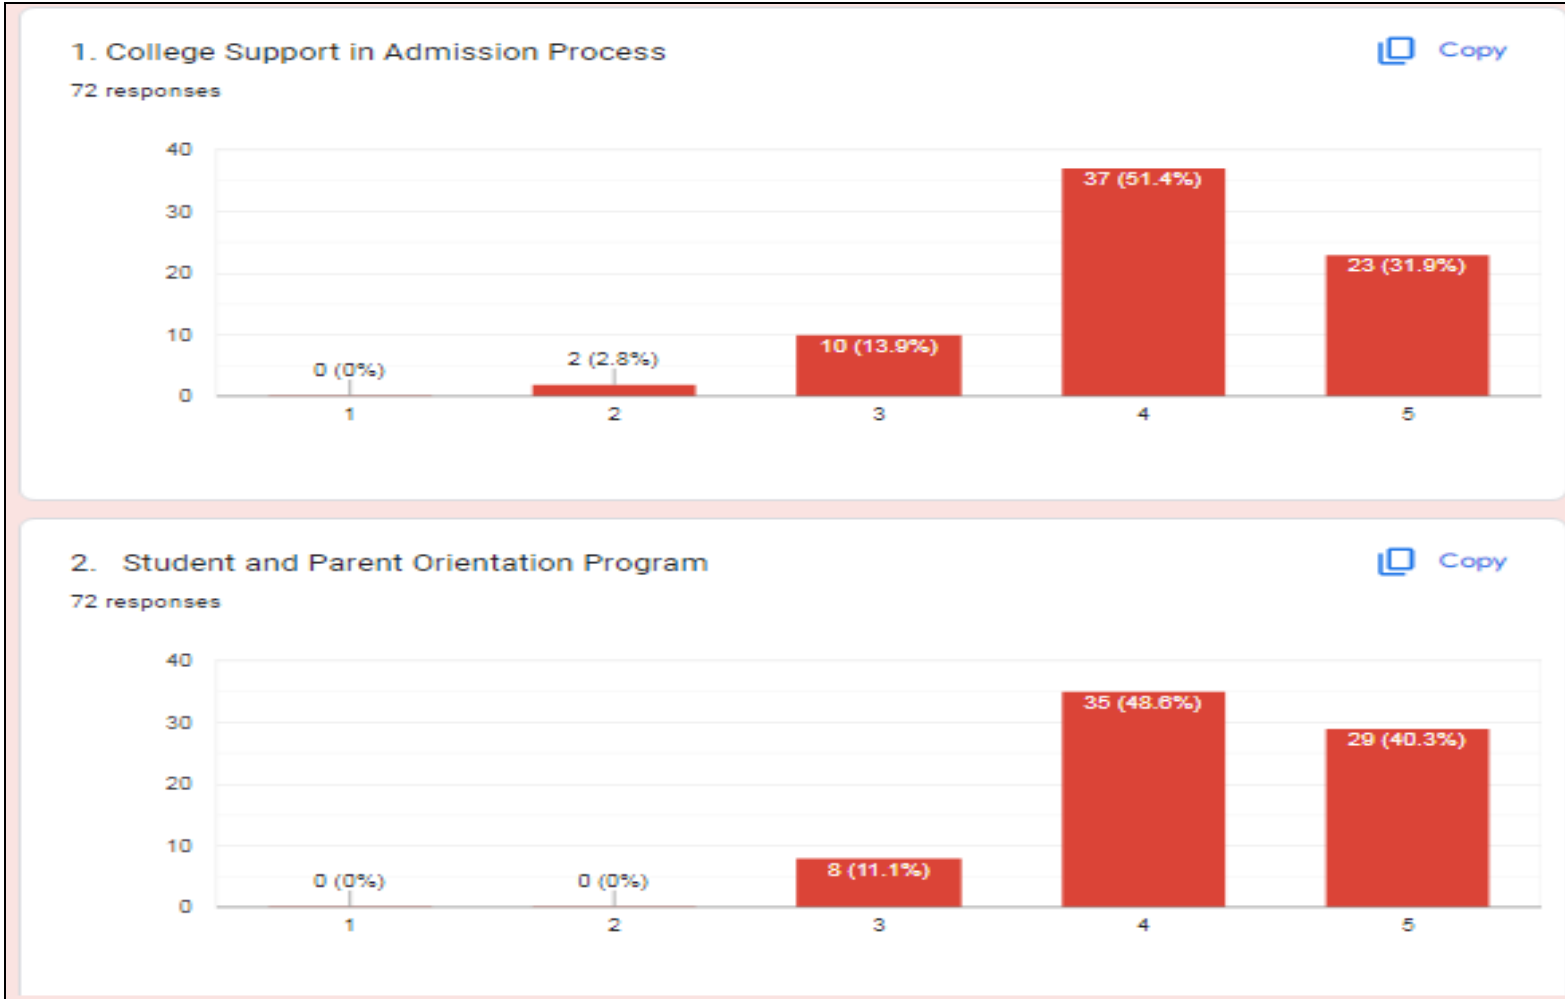 1. College Support in Admission Process
Copy
72 responses
40
30
20
10
0
0 (0%)
2 (2.8%)
10 (13.9%)
37 (51.4%)
23 (31.9%)
1 2 3 4 5
2. Student and Parent Orientation Program
Copy
72 responses
40
30
20
10
0
0 (0%)
0 (0%)
8 (11.1%)
35 (48.6%)
29 (40.3%)
1 2 3 4 5